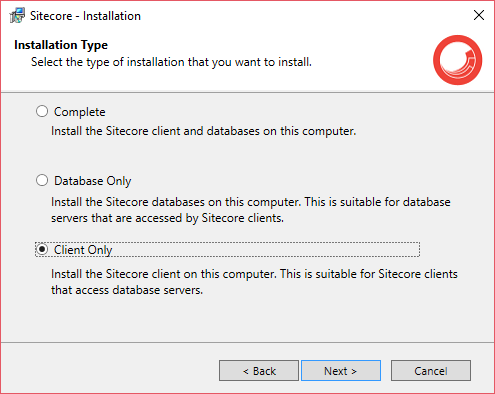 Sitecore - Installation
Installation Type
Select the type of installation that you want to install.
Complete
Install the Sitecore client and databases on this computer.
Database Only
Install the Sitecore databases on this computer. This is suitable for database
servers that are accessed by Sitecore clients.
Client Only
Install the Sitecore client on this computer. This is suitable for Sitecore clients
that access database servers.
< Back
Next >
Cancel